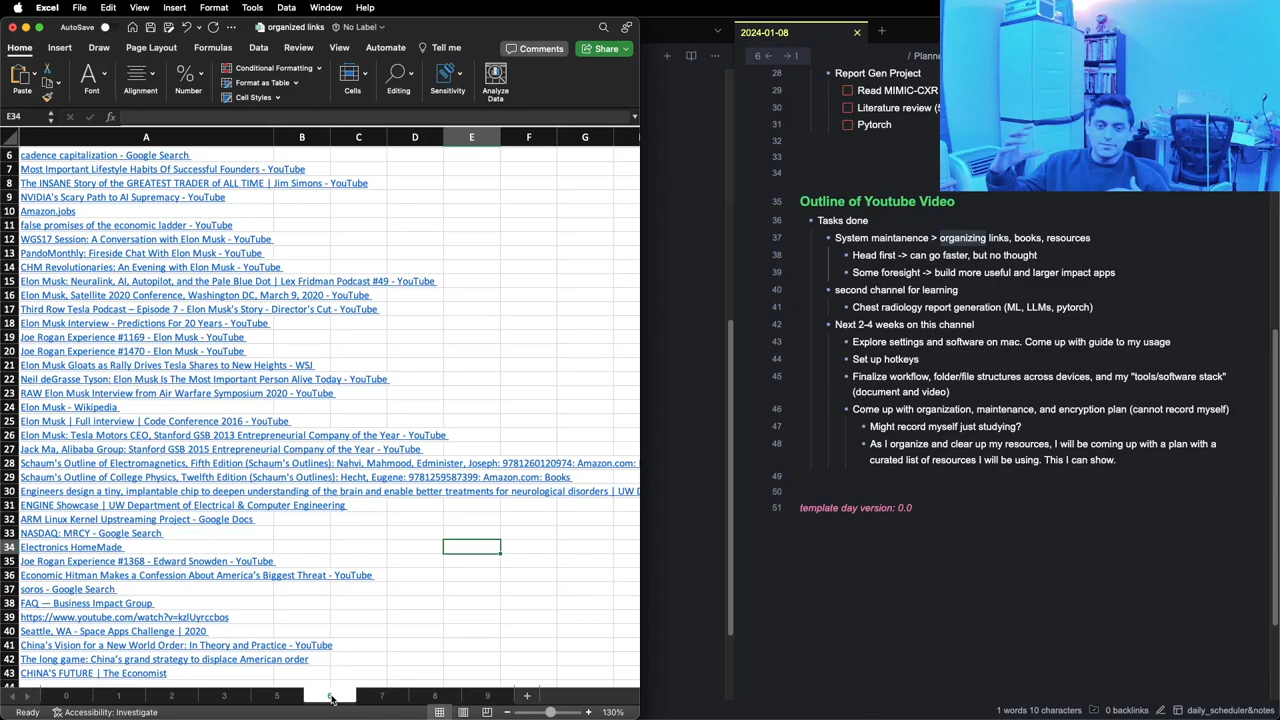 Excel File Edit View Insert Format Tools Data Window Help
AutoSave organized links No Label
Home Insert Draw Page Layout Formulas Data Review View Automate Tell me Comments Share
Paste Font Alignment Number Conditional Formatting Format as Table Cell Styles Cells Editing Sensitivity Analyze Data
E34 fx
A B C D E F G
6 cadence capitalization - Google Search
7 Most Important Lifestyle Habits Of Successful Founders - YouTube
8 The INSANE Story of the GREATEST TRADER of ALL TIME | Jim Simons - YouTube
9 NVIDIA's Scary Path to AI Supremacy - YouTube
10 Amazon.jobs
11 false promises of the economic ladder - YouTube
12 WGS17 Session: A Conversation with Elon Musk - YouTube
13 PandoMonthly: Fireside Chat With Elon Musk - YouTube
14 CHM Revolutionaries: An Evening with Elon Musk - YouTube
15 Elon Musk: Neuralink, AI, Autopilot, and the Pale Blue Dot | Lex Fridman Podcast #49 - YouTube
16 Elon Musk, Satellite 2020 Conference, Washington DC, March 9, 2020 - YouTube
17 Third Row Tesla Podcast – Episode 7 - Elon Musk's Story - Director's Cut - YouTube
18 Elon Musk Interview - Predictions For 20 Years - YouTube
19 Joe Rogan Experience #1169 - Elon Musk - YouTube
20 Joe Rogan Experience #1470 - Elon Musk - YouTube
21 Elon Musk Gloats as Rally Drives Tesla Shares to New Heights - WSJ
22 Neil deGrasse Tyson: Elon Musk Is The Most Important Person Alive Today - YouTube
23 RAW Elon Musk Interview from Air Warfare Symposium 2020 - YouTube
24 Elon Musk - Wikipedia
25 Elon Musk | Full interview | Code Conference 2016 - YouTube
26 Elon Musk: Tesla Motors CEO, Stanford GSB 2013 Entrepreneurial Company of the Year - YouTube
27 Jack Ma, Alibaba Group: Stanford GSB 2015 Entrepreneurial Company of the Year - YouTube
28 Schaum's Outline of Electromagnetics, Fifth Edition (Schaum's Outlines): Nahvi, Mahmood, Edminister, Joseph: 9781260120974: Amazon.com:
29 Schaum's Outline of College Physics, Twelfth Edition (Schaum's Outlines): Hecht, Eugene: 9781259587399: Amazon.com: Books
30 Engineers design a tiny, implantable chip to deepen understanding of the brain and enable better treatments for neurological disorders | UW D
31 ENGINE Showcase | UW Department of Electrical & Computer Engineering
32 ARM Linux Kernel Upstreaming Project - Google Docs
33 NASDAQ: MRCY - Google Search
34 Electronics HomeMade
35 Joe Rogan Experience #1368 - Edward Snowden - YouTube
36 Economic Hitman Makes a Confession About America's Biggest Threat - YouTube
37 soros - Google Search
38 FAQ — Business Impact Group
39 https://www.youtube.com/watch?v=kzlUyrccbos
40 Seattle, WA - Space Apps Challenge | 2020
41 China's Vision for a New World Order: In Theory and Practice - YouTube
42 The long game: China's grand strategy to displace American order
43 CHINA'S FUTURE | The Economist
0 1 2 3 5 6 7 8 9 +
Ready Accessibility: Investigate 130%
2024-01-08
6 ← → 1 / Planne
28 Report Gen Project
29 Read MIMIC-CXR
30 Literature review (5
31 Pytorch
32
33
34
35 Outline of Youtube Video
36 Tasks done
37 System maintanence > organizing links, books, resources
38 Head first -> can go faster, but no thought
39 Some foresight -> build more useful and larger impact apps
40 second channel for learning
41 Chest radiology report generation (ML, LLMs, pytorch)
42 Next 2-4 weeks on this channel
43 Explore settings and software on mac. Come up with guide to my usage
44 Set up hotkeys
45 Finalize workflow, folder/file structures across devices, and my "tools/software stack"
(document and video)
46 Come up with organization, maintenance, and encryption plan (cannot record myself)
47 Might record myself just studying?
48 As I organize and clear up my resources, I will be coming up with a plan with a
curated list of resources I will be using. This I can show.
49
50
51 template day version: 0.0
1 words 10 characters 0 backlinks daily_scheduler&notes